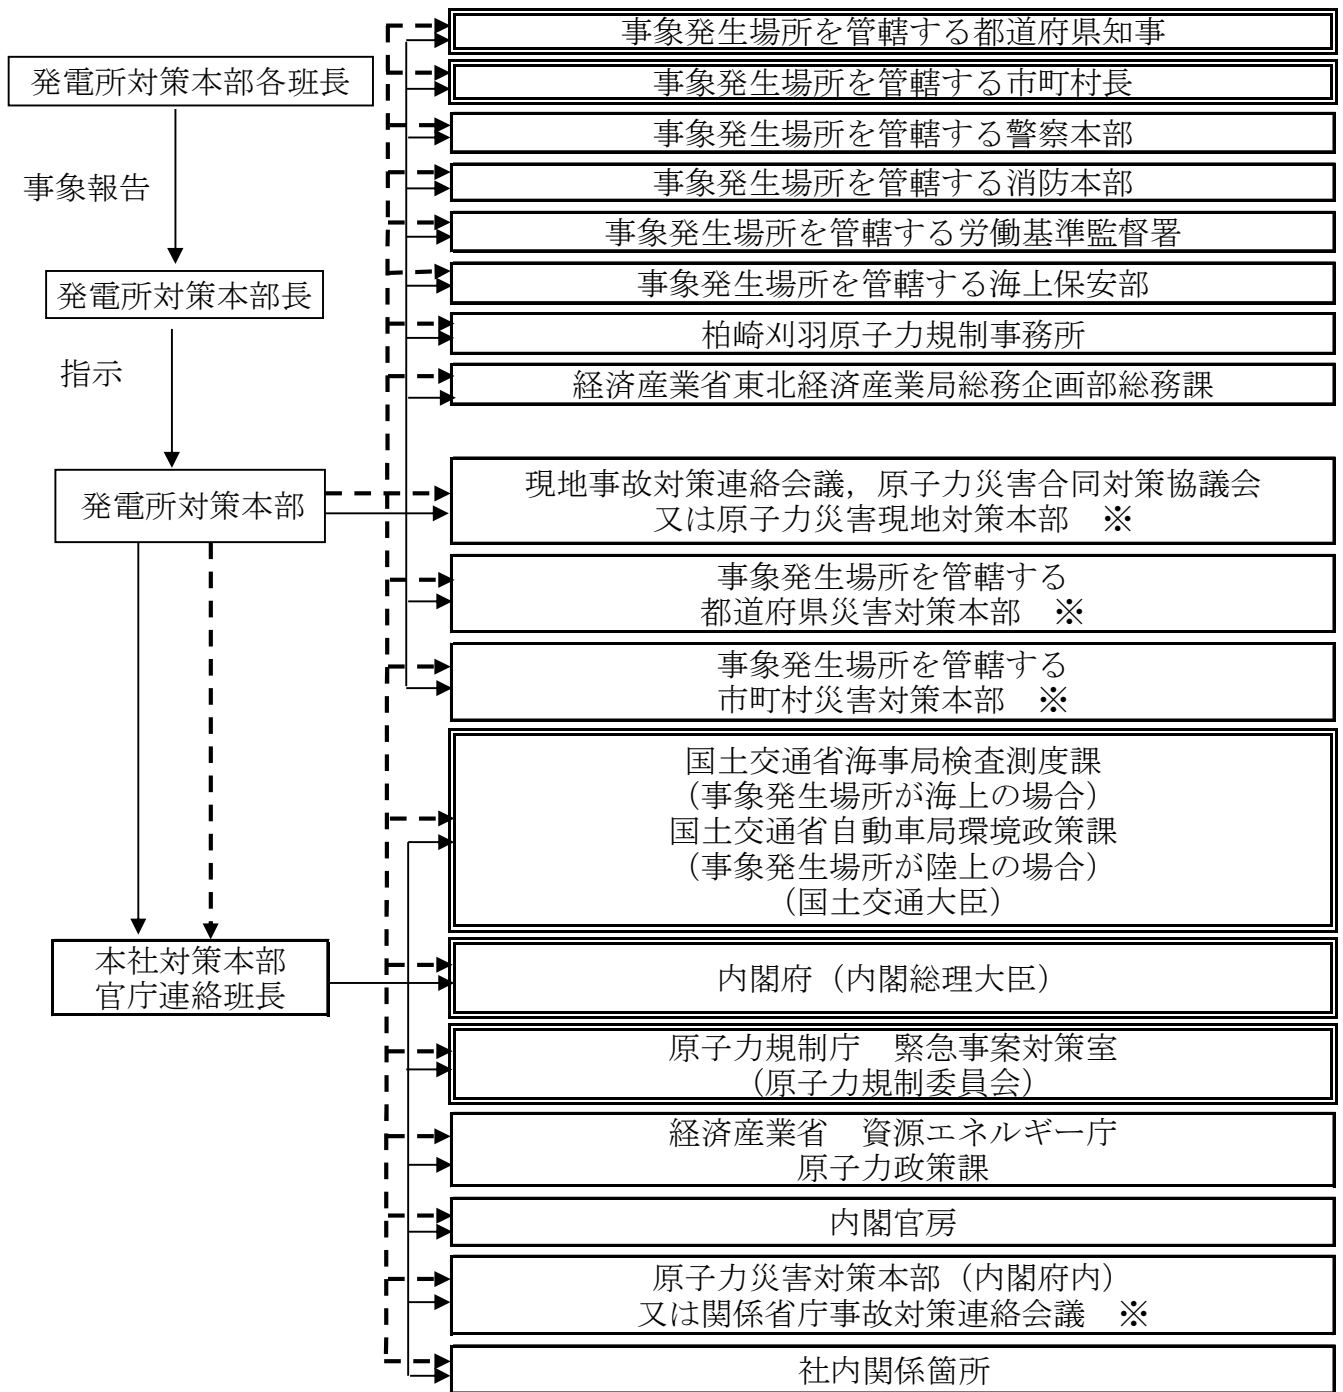 事象発生場所を管轄する都道府県知事
発電所対策本部各班長
事象発生場所を管轄する市町村長
事象発生場所を管轄する警察本部
事象報告
事象発生場所を管轄する消防本部
事象発生場所を管轄する労働基準監督署
発電所対策本部長
事象発生場所を管轄する海上保安部
柏崎刈羽原子力規制事務所
指示
経済産業省東北経済産業局総務企画部総務課
発電所対策本部
現地事故対策連絡会議，原子力災害合同対策協議会
又は原子力災害現地対策本部　※
事象発生場所を管轄する
都道府県災害対策本部　※
事象発生場所を管轄する
市町村災害対策本部　※
国土交通省海事局検査測度課
（事象発生場所が海上の場合）
国土交通省自動車局環境政策課
（事象発生場所が陸上の場合）
（国土交通大臣）
本社対策本部
官庁連絡班長
内閣府（内閣総理大臣）
原子力規制庁　緊急事案対策室
（原子力規制委員会）
経済産業省　資源エネルギー庁
原子力政策課
内閣官房
原子力災害対策本部（内閣府内）
又は関係省庁事故対策連絡会議　※
社内関係箇所